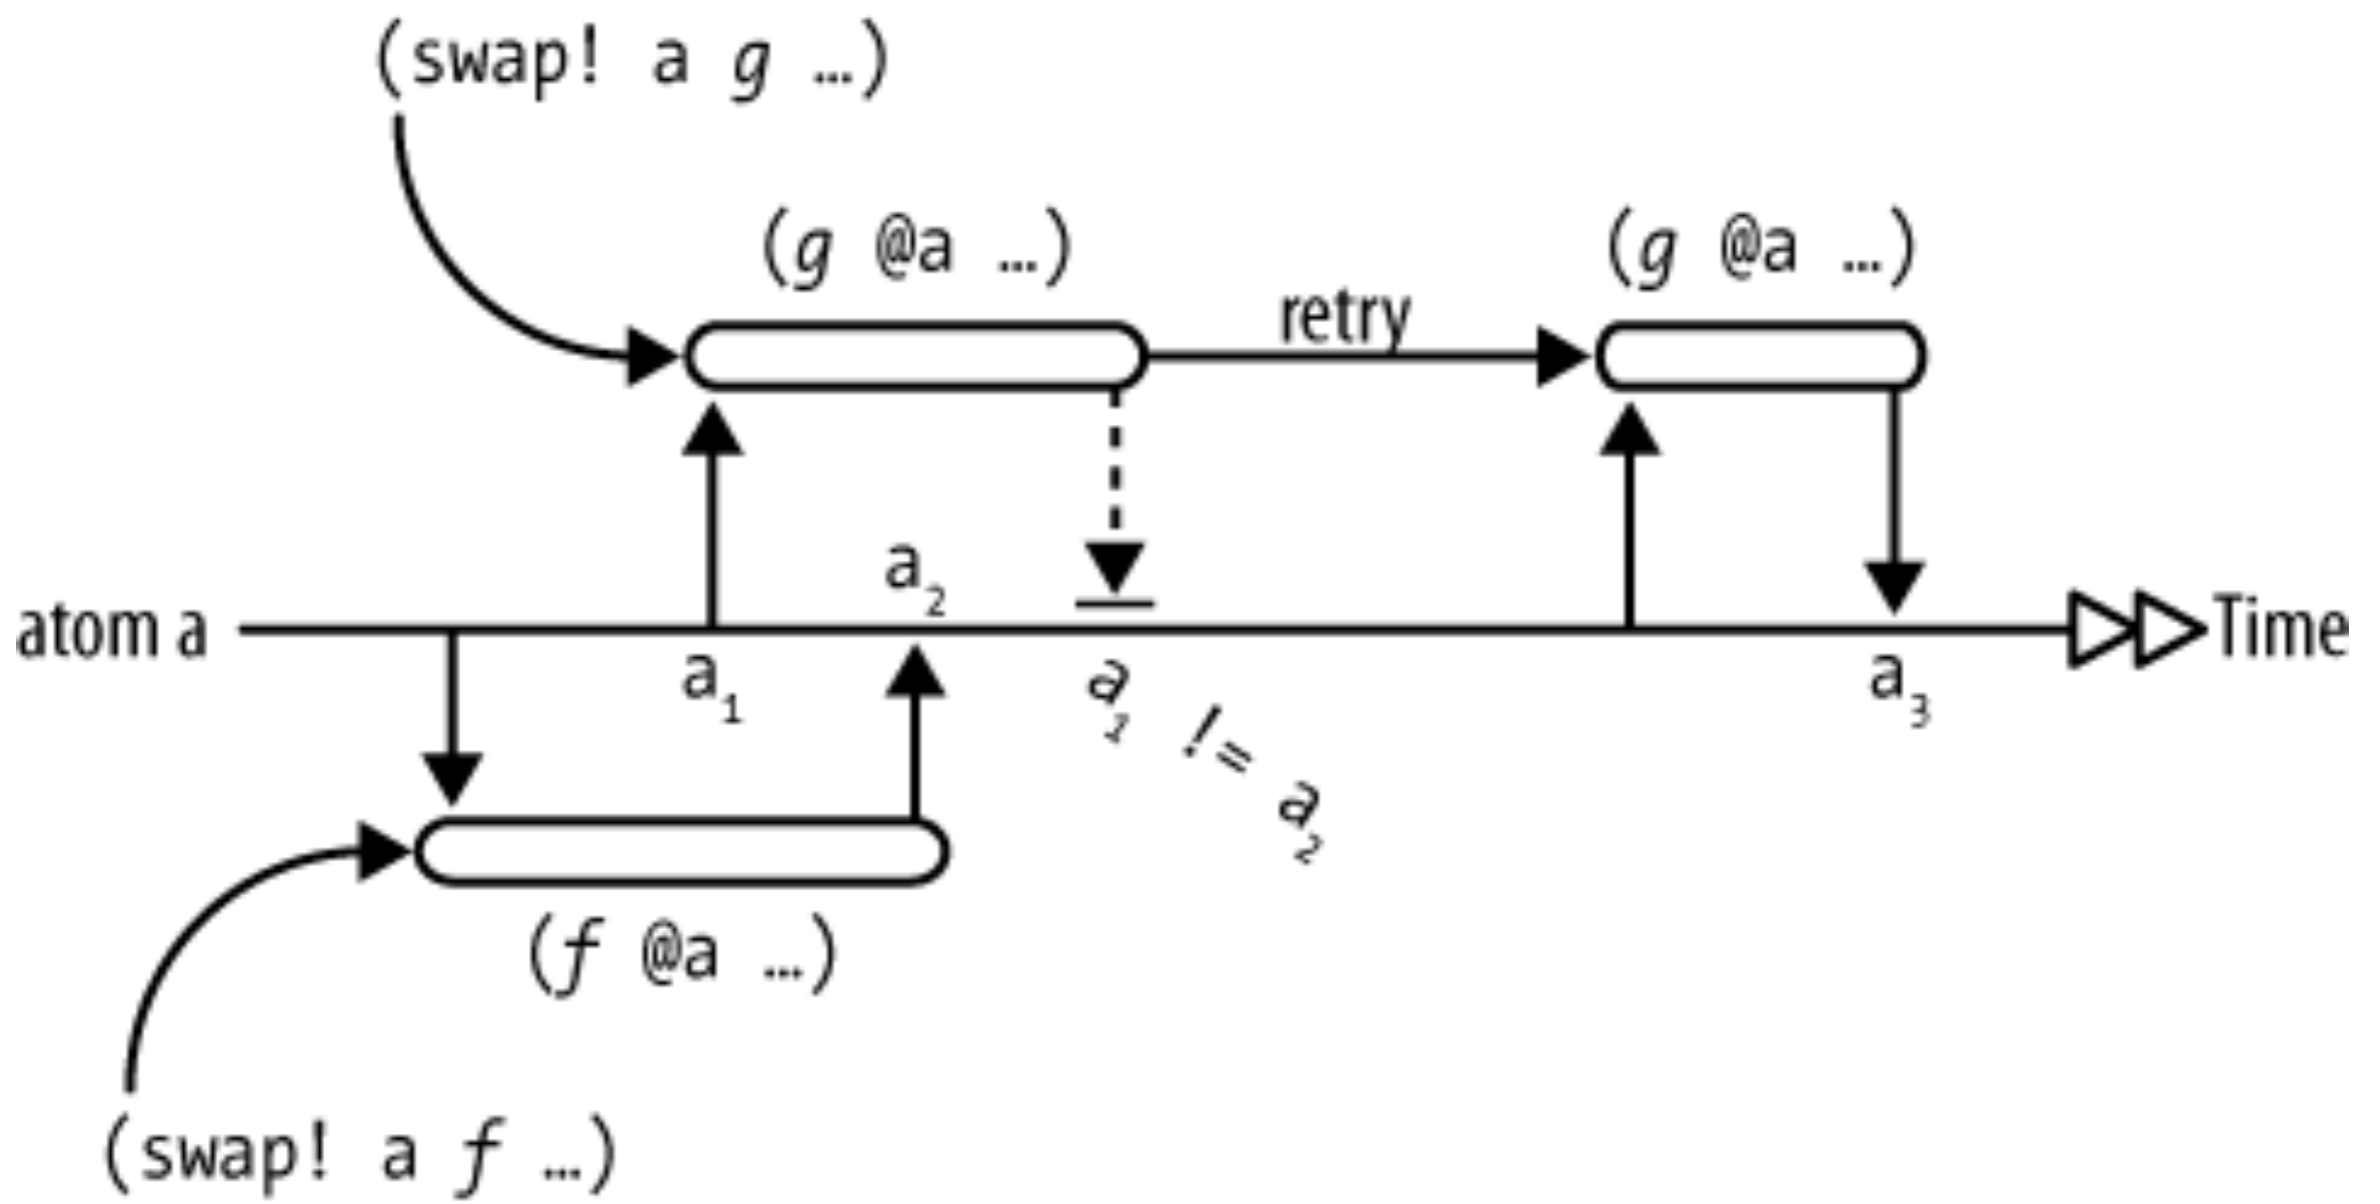 (swap! a g …)
(g @a …)
(g @a …)
retry
a₂
atom a
Time
a₁
a₁ != a₂
a₃
(f @a …)
(swap! a f …)